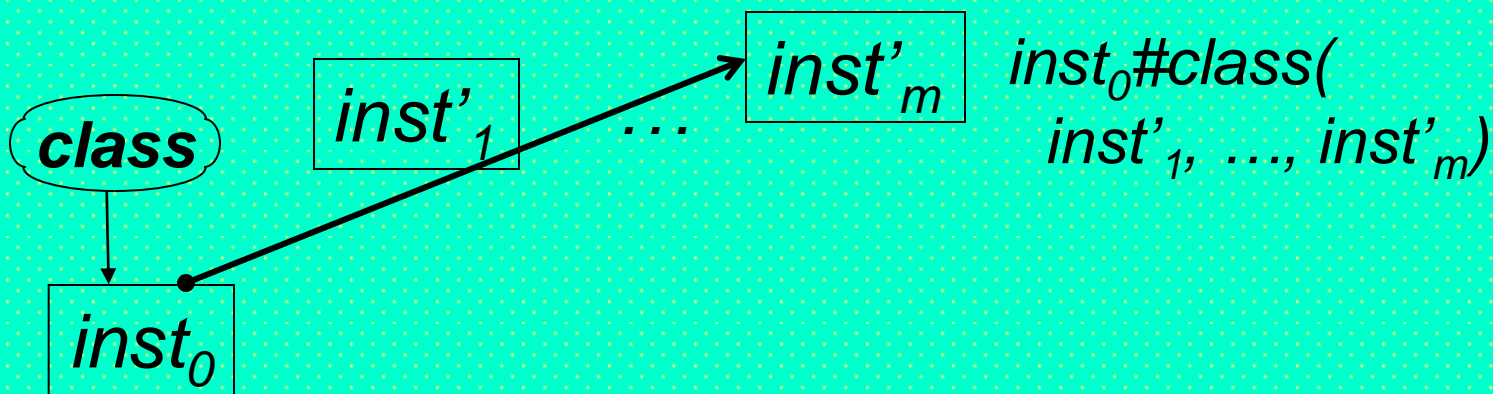 inst’m
inst0#class(
inst’1
…
class
inst’1, …, inst’m)
inst0